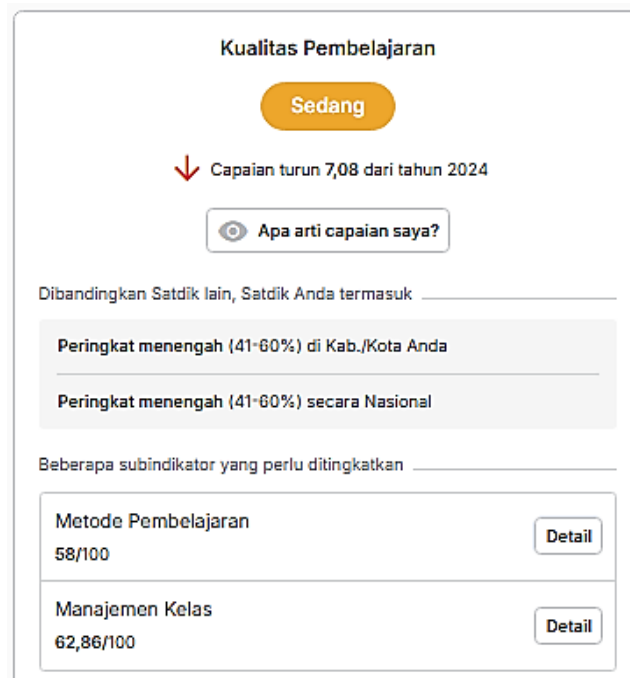 Kualitas Pembelajaran
Sedang
Capaian turun 7,08 dari tahun 2024
Apa arti capaian saya?
Dibandingkan Satdik lain, Satdik Anda termasuk
Peringkat menengah (41-60%) di Kab./Kota Anda
Peringkat menengah (41-60%) secara Nasional
Beberapa subindikator yang perlu ditingkatkan
Metode Pembelajaran
58/100
Detail
Manajemen Kelas
62,86/100
Detail